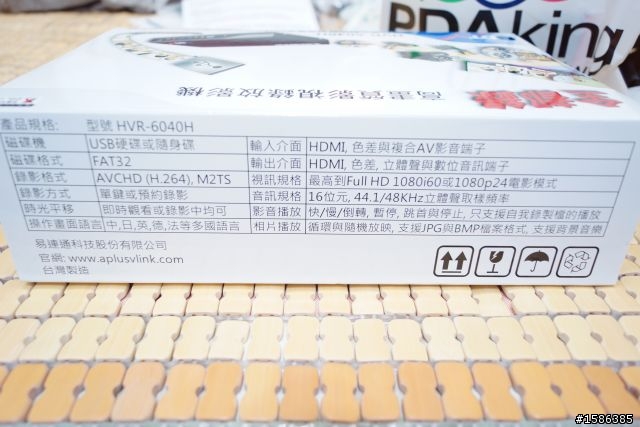 PDAking
高畫質影視錄放影機
產品規格: 型號 HVR-6040H
磁碟機 USB硬碟或隨身碟 輸入介面 HDMI, 色差與複合AV影音端子
磁碟格式 FAT32 輸出介面 HDMI, 色差, 立體聲與數位音訊端子
錄影格式 AVCHD (H.264), M2TS 視訊規格 最高到Full HD 1080i60或1080p24電影模式
錄影方式 單鍵或預約錄影 音訊規格 16位元, 44.1/48KHz立體聲取樣頻率
時光平移 即時觀看或錄影中均可 影音播放 快/慢/倒轉, 暫停, 跳首與停止, 只支援自我錄製檔的播放
操作畫面語言 中,日,英,德,法等多國語言 相片播放 循環與隨機放映, 支援JPG與BMP檔案格式, 支援背景音樂
易連通科技股份有限公司
官網: www.aplusvlink.com
台灣製造
#1586385